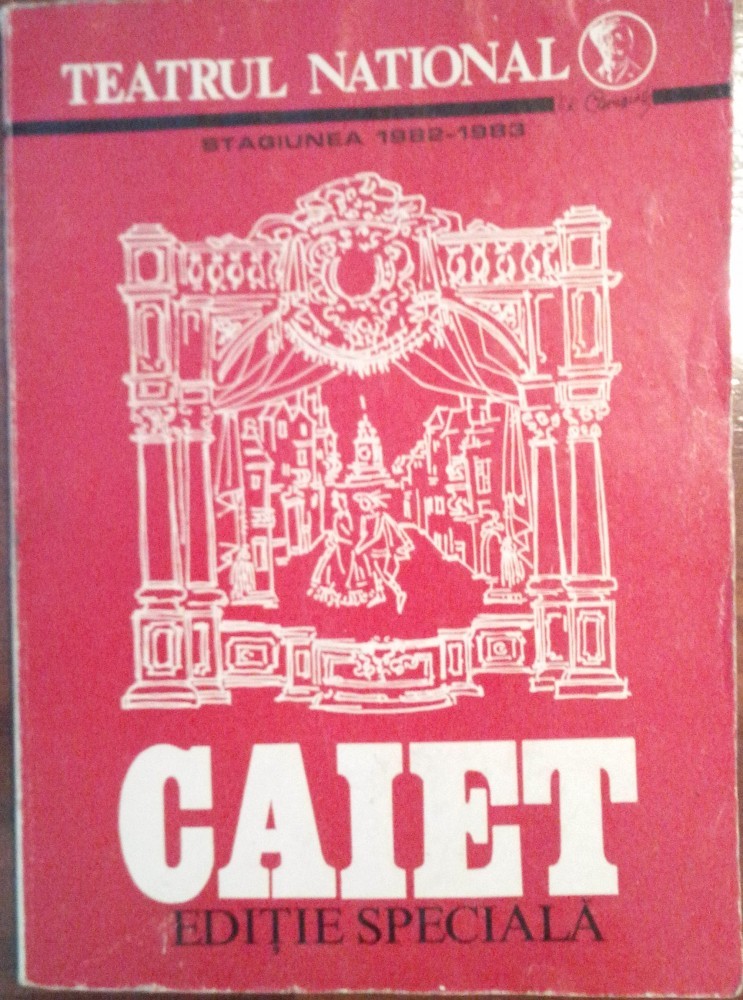 TEATRUL NATIONAL
STAGIUNEA 1982-1983
CAIET
EDIȚIE SPECIALĂ